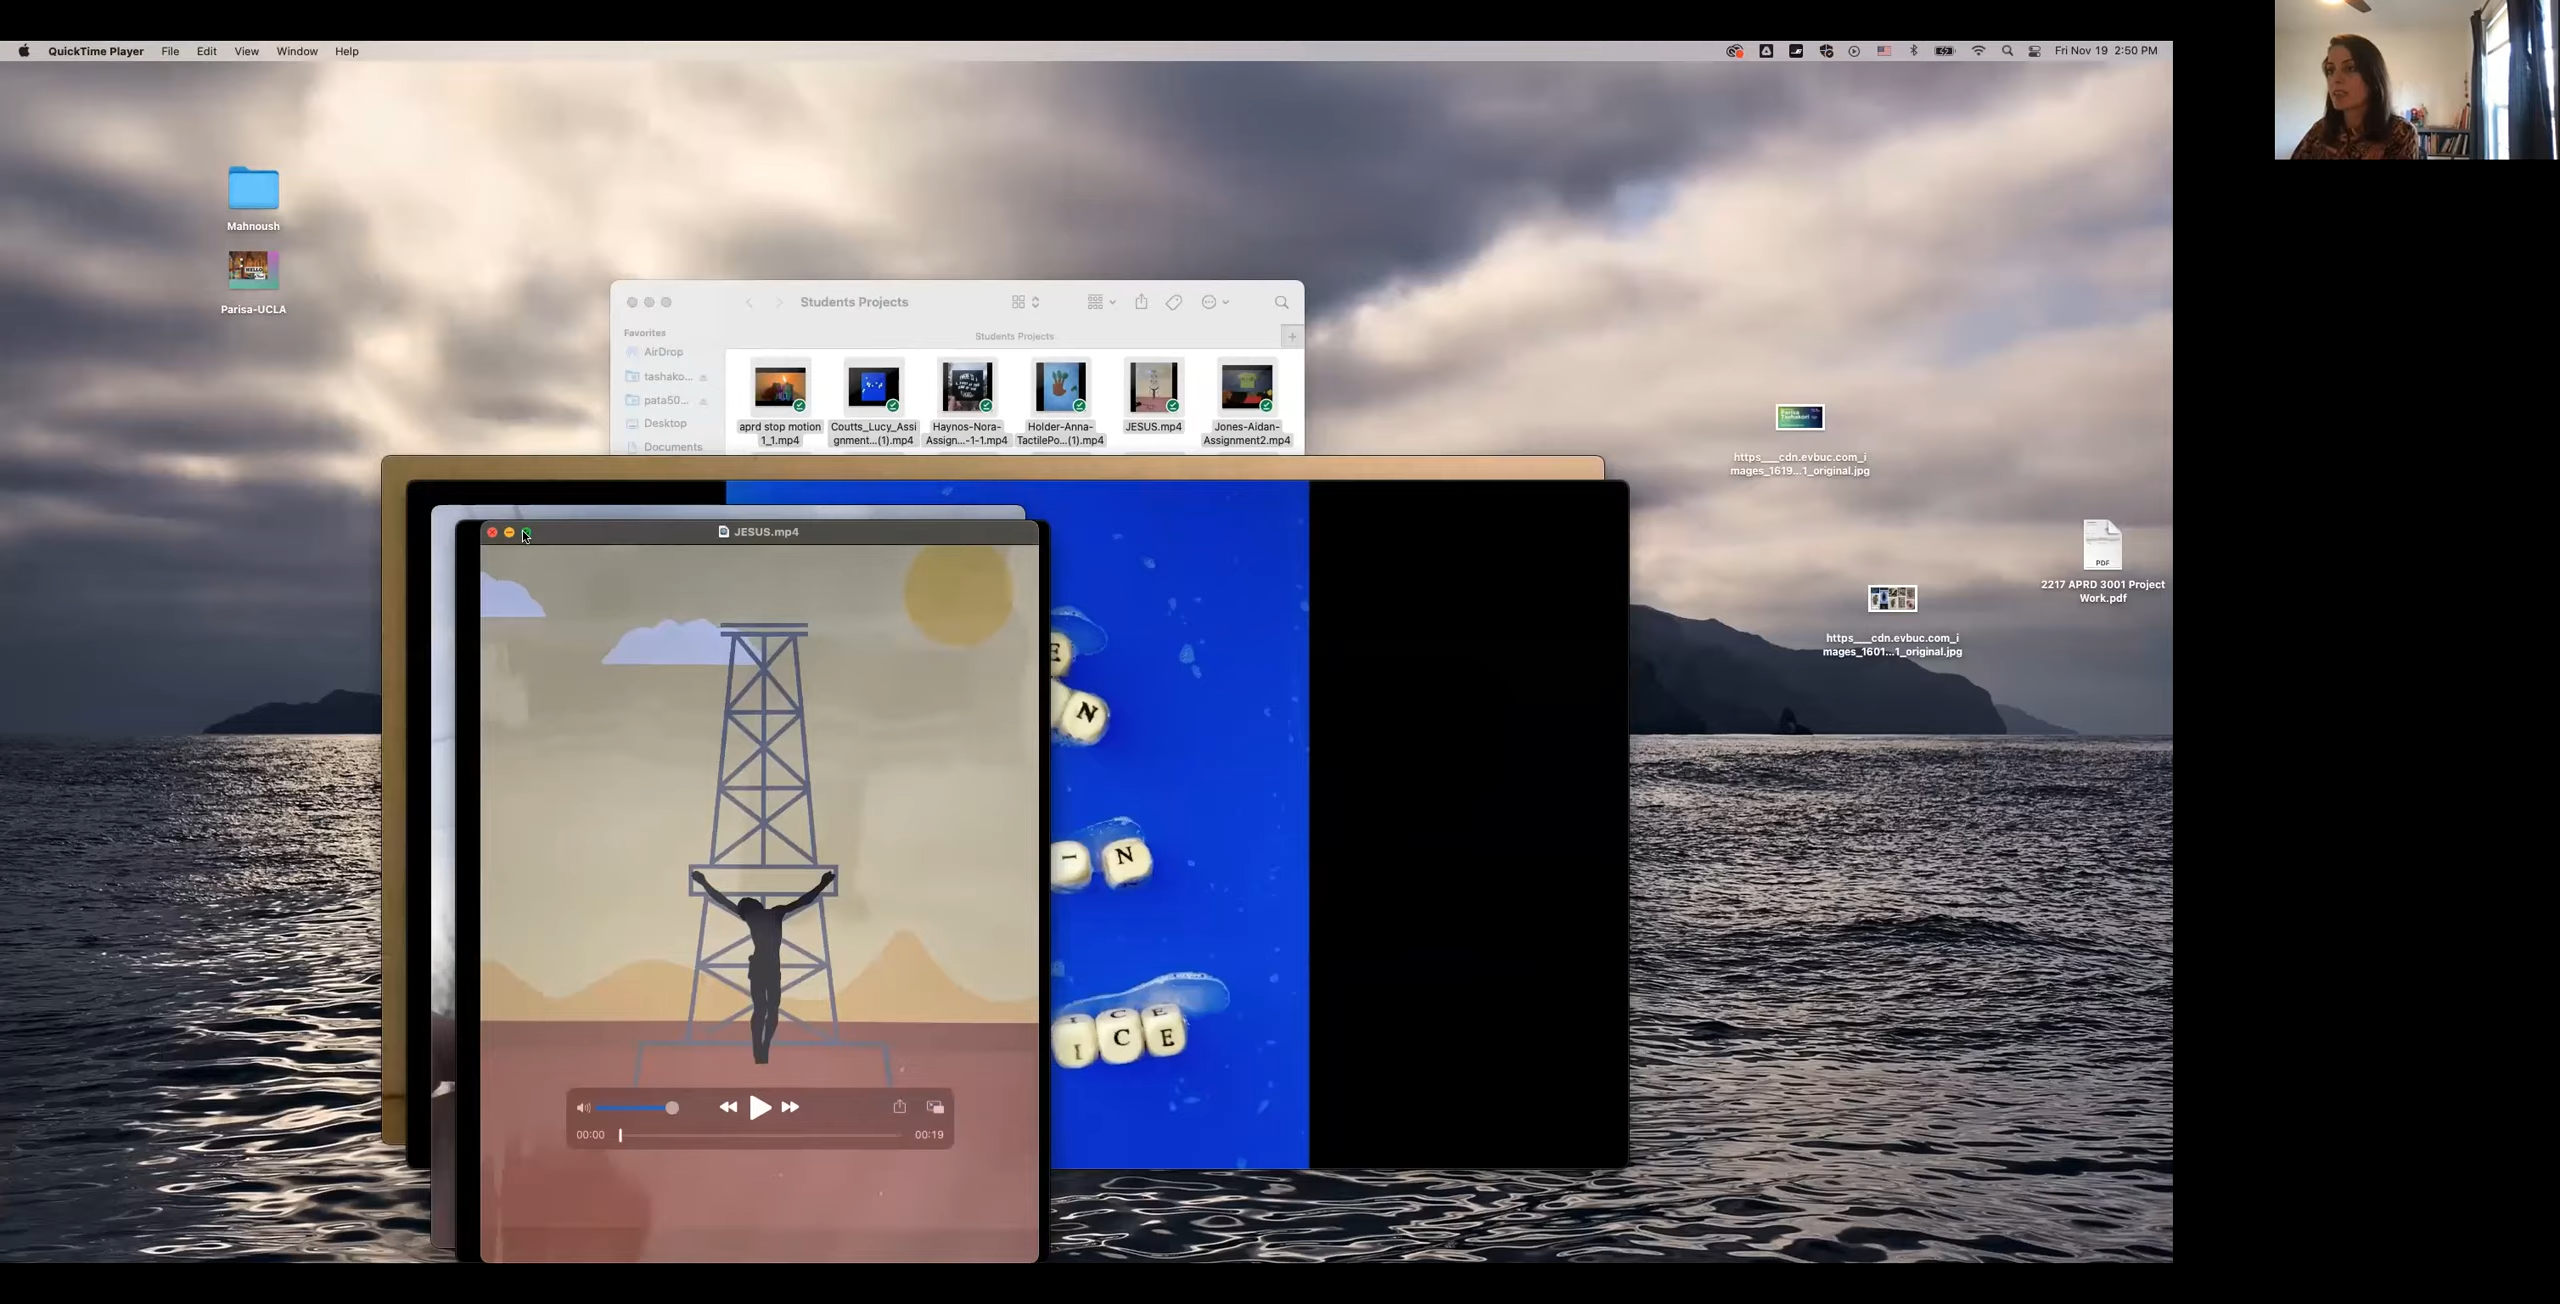 QuickTime Player File Edit View Window Help
Fri Nov 19 2:50 PM
Mahnoush
Parisa-UCLA
Students Projects
Students Projects
Favorites
AirDrop
tashako...
pata50...
Desktop
Documents
aprd stop motion
1_1.mp4
Coutts_Lucy_Assi
gnment...(1).mp4
Haynos-Nora-
Assign...-1-1.mp4
Holder-Anna-
TactilePo...(1).mp4
JESUS.mp4
Jones-Aidan-
Assignment2.mp4
https___cdn.evbuc.com_i
mages_1619...1_original.jpg
PDF
2217 APRD 3001 Project
Work.pdf
https___cdn.evbuc.com_i
mages_1601...1_original.jpg
JESUS.mp4
E
N
I N
ICE
ICE
00:00
00:19